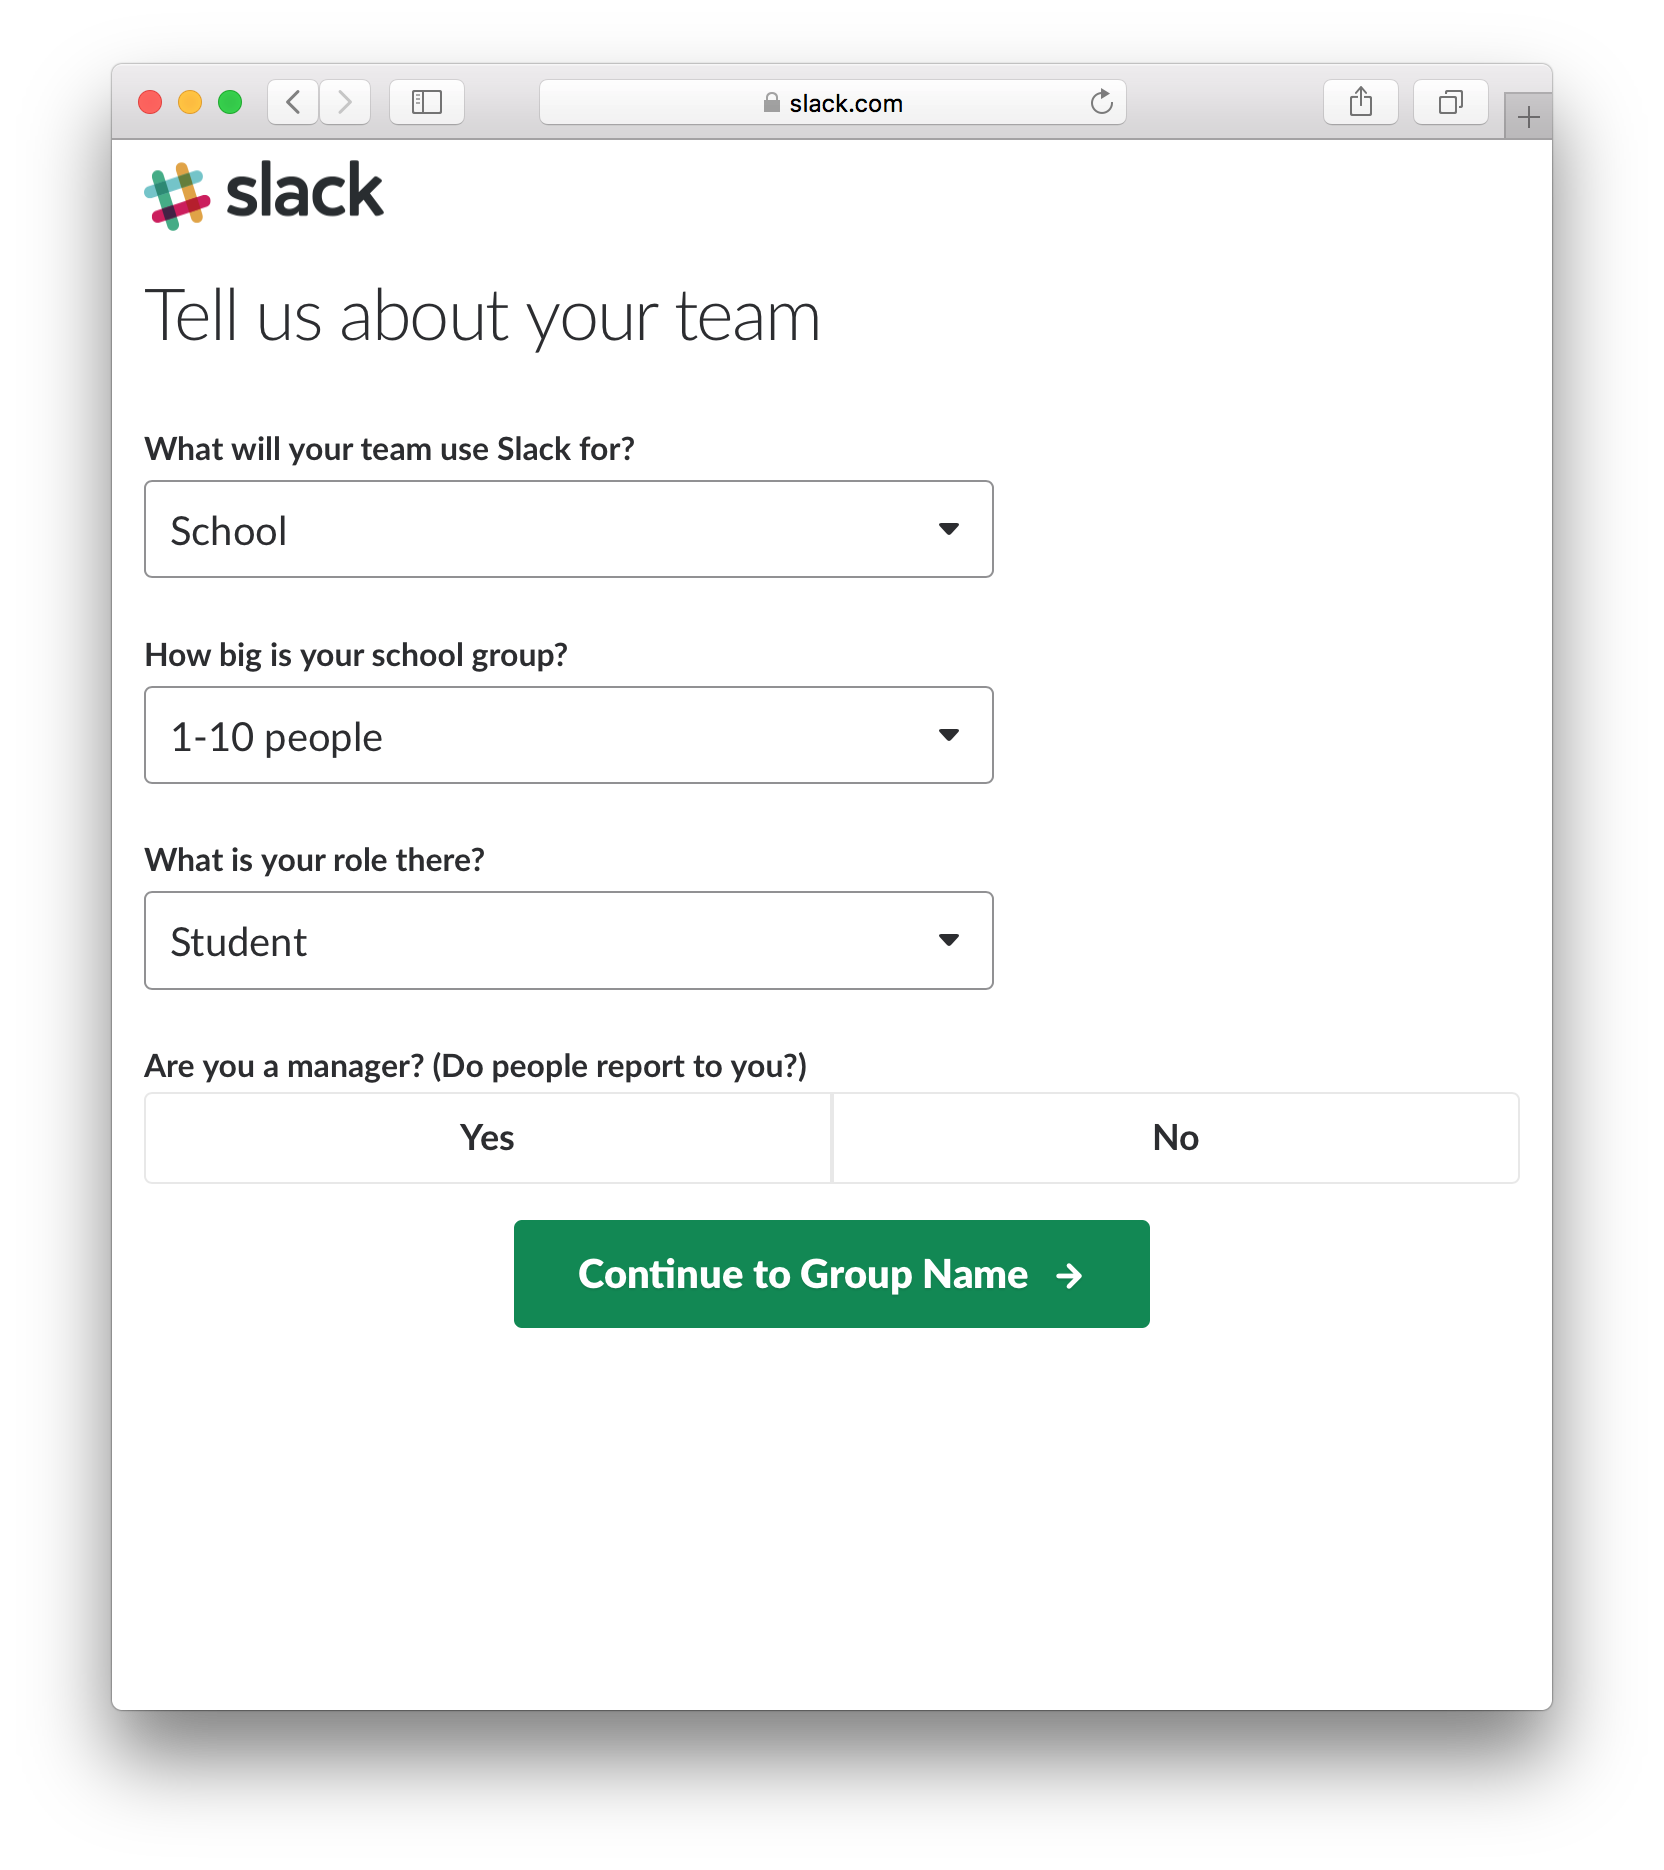 slack.com
slack
Tell us about your team
What will your team use Slack for?
School
How big is your school group?
1-10 people
What is your role there?
Student
Are you a manager? (Do people report to you?)
Yes No
Continue to Group Name →